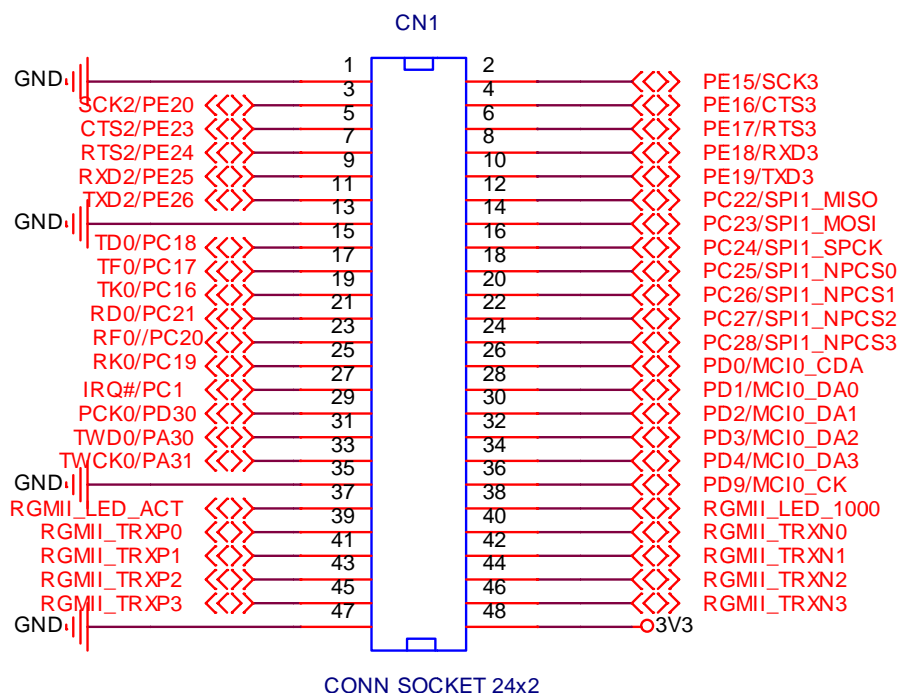 CN1
GND 1 2 PE15/SCK3
SCK2/PE20 3 4 PE16/CTS3
CTS2/PE23 5 6 PE17/RTS3
RTS2/PE24 7 8 PE18/RXD3
RXD2/PE25 9 10 PE19/TXD3
TXD2/PE26 11 12 PC22/SPI1_MISO
GND 13 14 PC23/SPI1_MOSI
TD0/PC18 15 16 PC24/SPI1_SPCK
TF0/PC17 17 18 PC25/SPI1_NPCS0
TK0/PC16 19 20 PC26/SPI1_NPCS1
RD0/PC21 21 22 PC27/SPI1_NPCS2
RF0//PC20 23 24 PC28/SPI1_NPCS3
RK0/PC19 25 26 PD0/MCI0_CDA
IRQ#/PC1 27 28 PD1/MCI0_DA0
PCK0/PD30 29 30 PD2/MCI0_DA1
TWD0/PA30 31 32 PD3/MCI0_DA2
TWCK0/PA31 33 34 PD4/MCI0_DA3
GND 35 36 PD9/MCI0_CK
RGMII_LED_ACT 37 38 RGMII_LED_1000
RGMII_TRXP0 39 40 RGMII_TRXN0
RGMII_TRXP1 41 42 RGMII_TRXN1
RGMII_TRXP2 43 44 RGMII_TRXN2
RGMII_TRXP3 45 46 RGMII_TRXN3
GND 47 48 3V3
CONN SOCKET 24x2